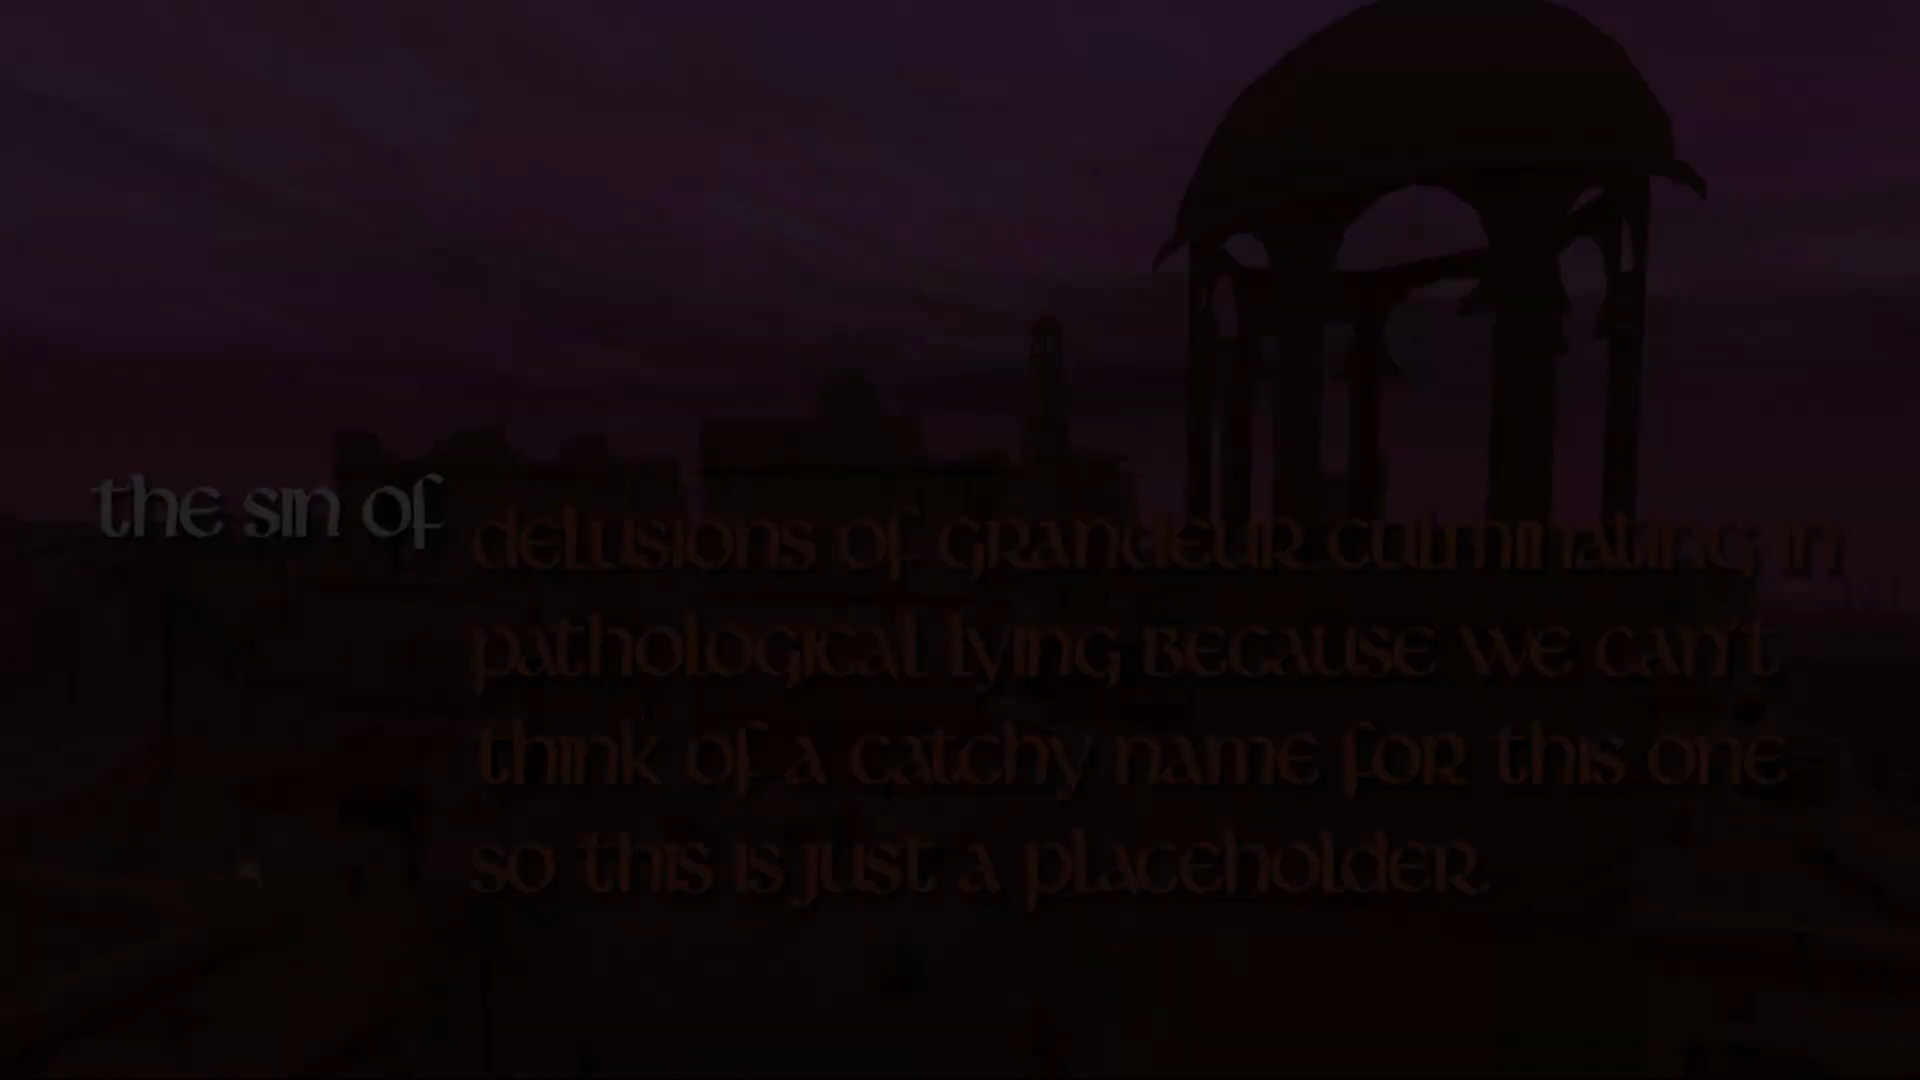 the sin of
delusions of grandeur culminating in
pathological lying because we can't
think of a catchy name for this one
so this is just a placeholder.